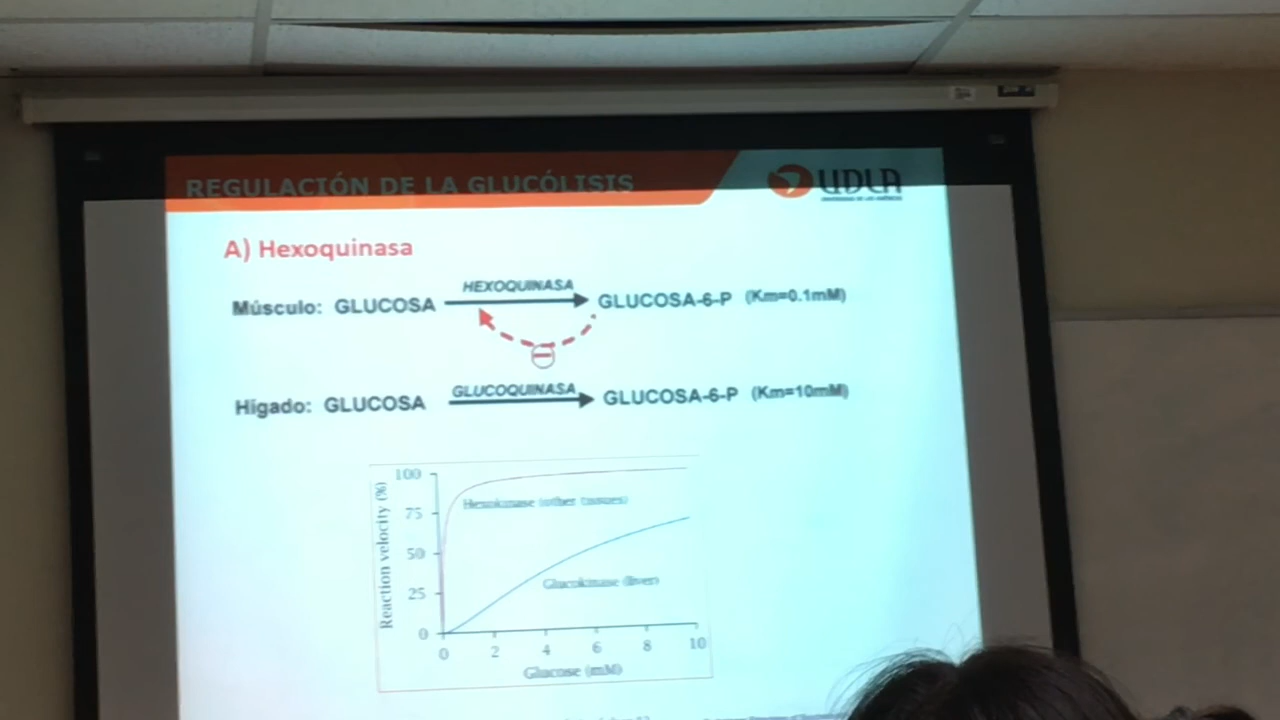 REGULACIÓN DE LA GLUCÓLISIS
UDLA
A) Hexoquinasa
HEXOQUINASA
Músculo: GLUCOSA GLUCOSA-6-P (Km=0.1mM)
GLUCOQUINASA
Hígado: GLUCOSA GLUCOSA-6-P (Km=10mM)
100
75
50
25
0
Reaction velocity (%)
Hexokinase (other tissues)
Glucokinase (liver)
0 2 4 6 8 10
Glucose (mM)